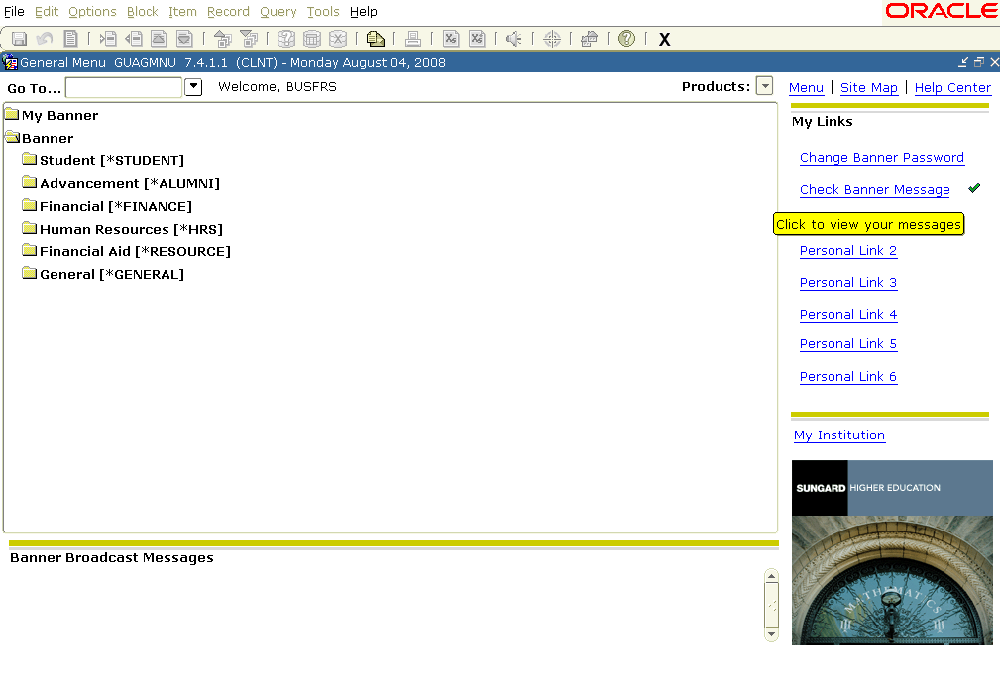 File Edit Options Block Item Record Query Tools Help
ORACLE
General Menu GUAGMNU 7.4.1.1 (CLNT) - Monday August 04, 2008
Go To... Welcome, BUSFRS Products: Menu | Site Map | Help Center
My Banner
Banner
Student [*STUDENT]
Advancement [*ALUMNI]
Financial [*FINANCE]
Human Resources [*HRS]
Financial Aid [*RESOURCE]
General [*GENERAL]
My Links
Change Banner Password
Check Banner Message
Click to view your messages
Personal Link 2
Personal Link 3
Personal Link 4
Personal Link 5
Personal Link 6
My Institution
SUNGARD HIGHER EDUCATION
MATHEMATICS
Banner Broadcast Messages